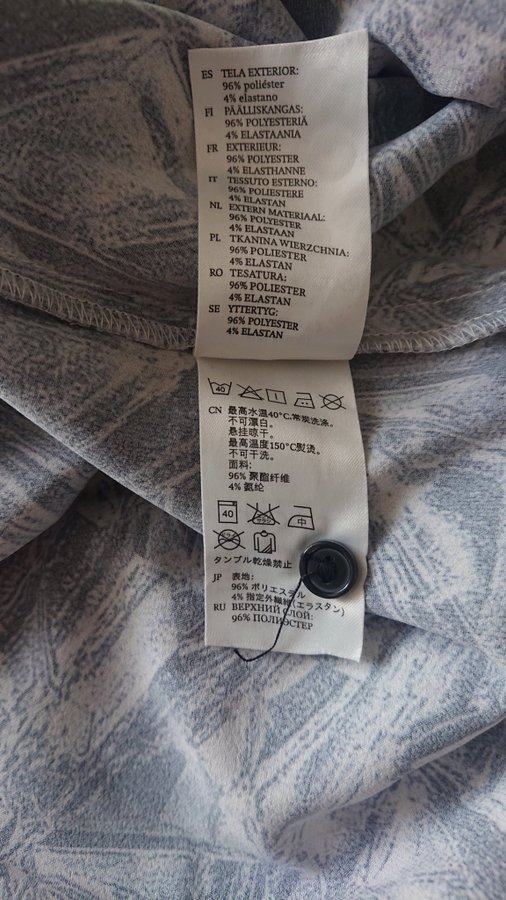 ES TELA EXTERIOR:
96% poliéster
4% elastano
FI PÄÄLLISKANGAS:
96% POLYESTERIÄ
4% ELASTAANIA
FR EXTERIEUR:
96% POLYESTER
4% ELASTHANNE
IT TESSUTO ESTERNO:
96% POLIESTERE
4% ELASTAN
NL EXTERN MATERIAAL:
96% POLYESTER
4% ELASTAAN
PL TKANINA WIERZCHNIA:
96% POLIESTER
4% ELASTAN
RO TESATURA:
96% POLIESTER
4% ELASTAN
SE YTTERTYG:
96% POLYESTER
4% ELASTAN
40
CN 最高水温40°C,常规洗涤。
不可漂白。
悬挂晾干。
最高温度150°C熨烫。
不可干洗。
面料:
96% 聚酯纤维
4% 氨纶
40 中
タンブル乾燥禁止
JP 表地:
96% ポリエステル
4% 指定外繊維(エラスタン)
RU ВЕРХНИЙ СЛОЙ:
96% ПОЛИЭСТЕР